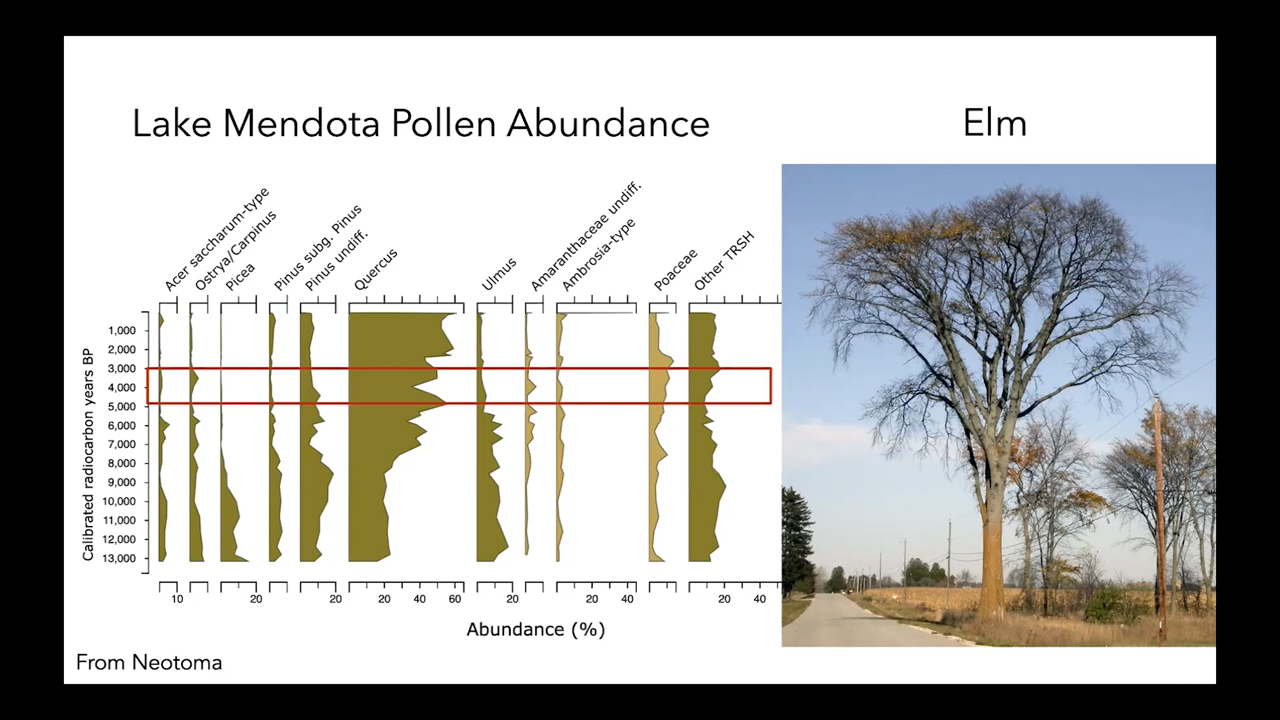 Lake Mendota Pollen Abundance
Elm
Acer saccharum-type
Ostrya/Carpinus
Picea
Pinus subg. Pinus
Pinus undiff.
Quercus
Ulmus
Amaranthaceae undiff.
Ambrosia-type
Poaceae
Other TRSH
Calibrated radiocarbon years BP
1,000
2,000
3,000
4,000
5,000
6,000
7,000
8,000
9,000
10,000
11,000
12,000
13,000
10 20 20 20 40 60 20 20 40 20 40
Abundance (%)
From Neotoma